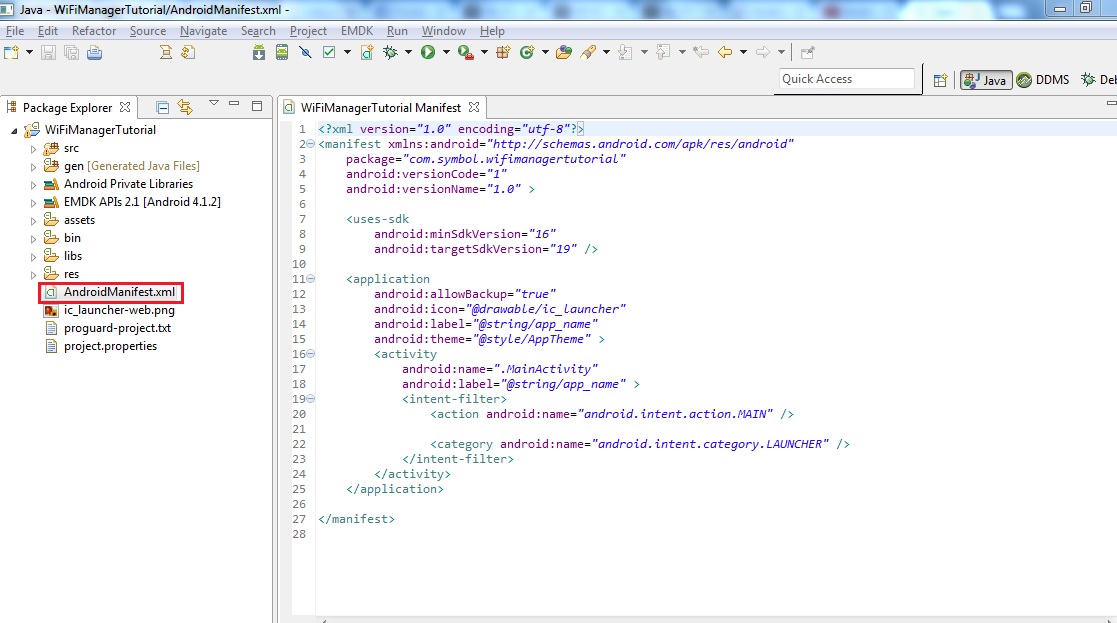 Java - WiFiManagerTutorial/AndroidManifest.xml -
File Edit Refactor Source Navigate Search Project EMDK Run Window Help
Quick Access
Java
DDMS
Deb
Package Explorer
WiFiManagerTutorial
src
gen [Generated Java Files]
Android Private Libraries
EMDK APIs 2.1 [Android 4.1.2]
assets
bin
libs
res
AndroidManifest.xml
ic_launcher-web.png
proguard-project.txt
project.properties
WiFiManagerTutorial Manifest
1 <?xml version="1.0" encoding="utf-8"?>
2 <manifest xmlns:android="http://schemas.android.com/apk/res/android"
3 package="com.symbol.wifimanagertutorial"
4 android:versionCode="1"
5 android:versionName="1.0" >
6
7 <uses-sdk
8 android:minSdkVersion="16"
9 android:targetSdkVersion="19" />
10
11 <application
12 android:allowBackup="true"
13 android:icon="@drawable/ic_launcher"
14 android:label="@string/app_name"
15 android:theme="@style/AppTheme" >
16 <activity
17 android:name=".MainActivity"
18 android:label="@string/app_name" >
19 <intent-filter>
20 <action android:name="android.intent.action.MAIN" />
21
22 <category android:name="android.intent.category.LAUNCHER" />
23 </intent-filter>
24 </activity>
25 </application>
26
27 </manifest>
28